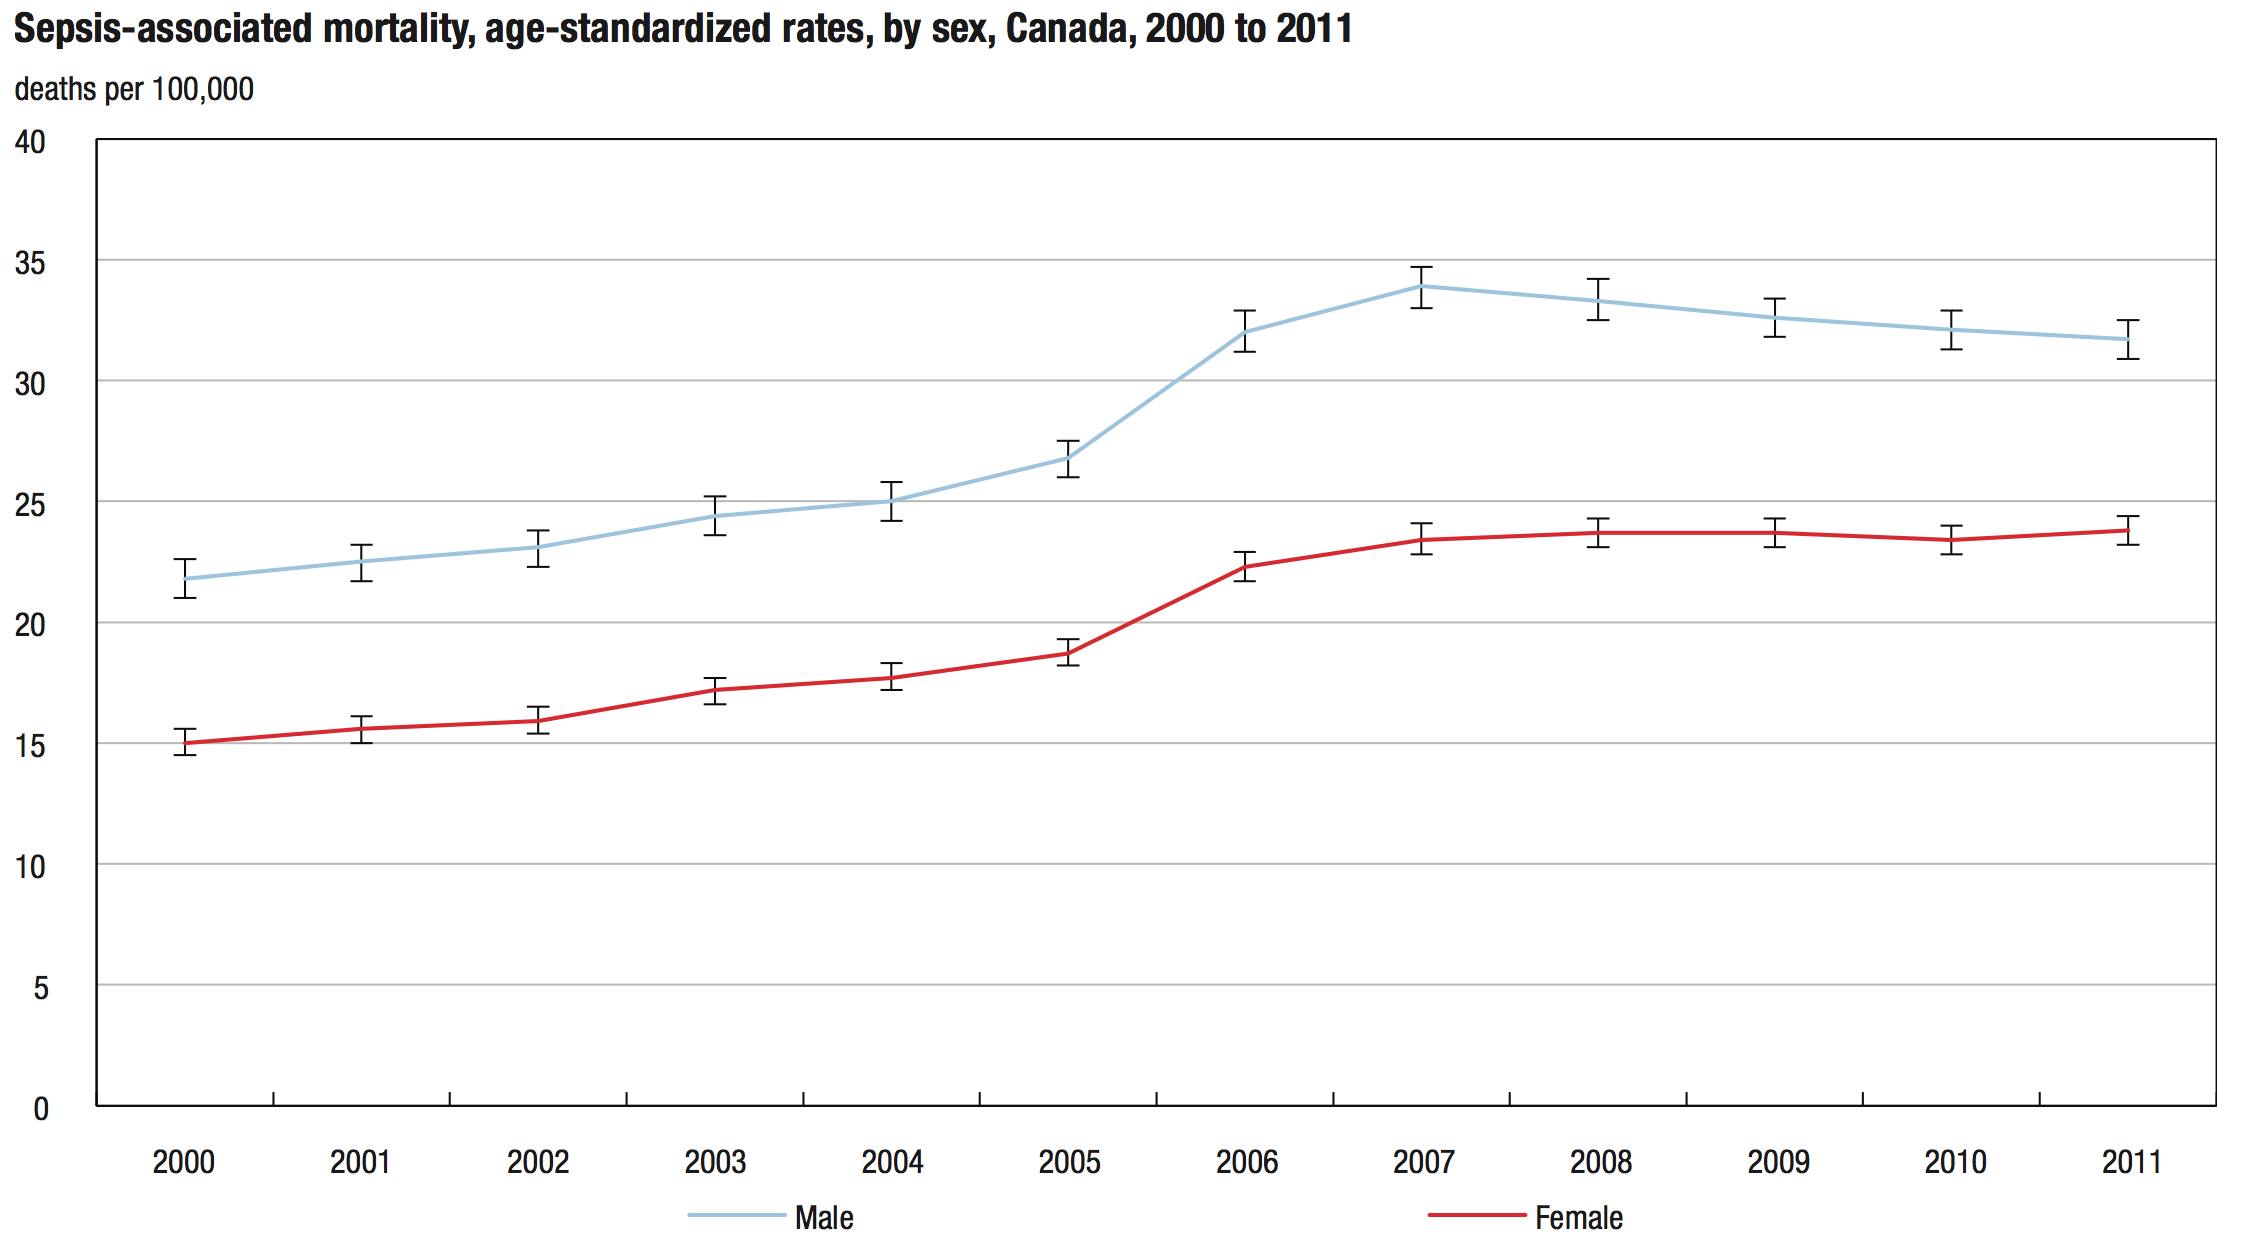 Sepsis-associated mortality, age-standardized rates, by sex, Canada, 2000 to 2011
deaths per 100,000
40
35
30
25
20
15
10
5
0
2000 2001 2002 2003 2004 2005 2006 2007 2008 2009 2010 2011
Male Female